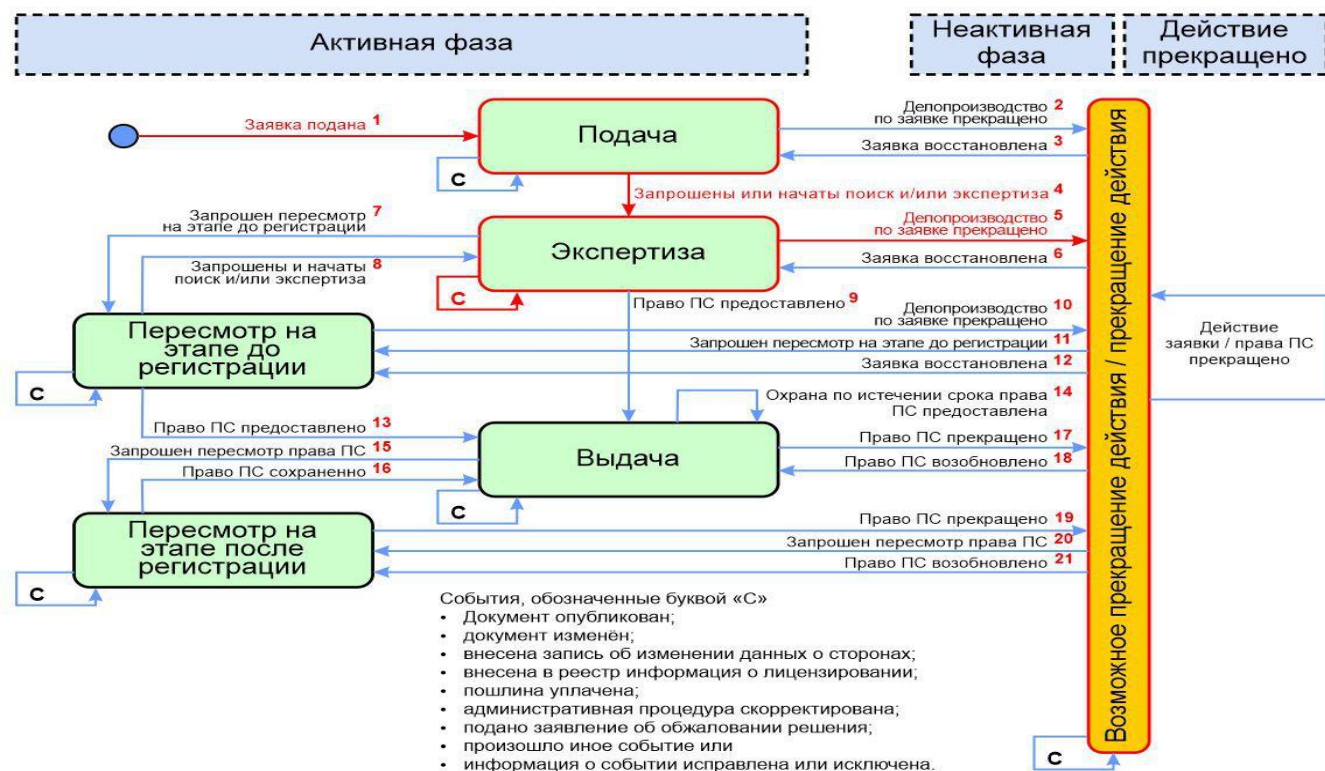 Активная фаза
Неактивная
фаза
Действие
прекращено
Заявка подана 1
Подача
Делопроизводство 2
по заявке прекращено
Заявка восстановлена 3
С
Запрошены или начаты поиск и/или экспертиза 4
Запрошен пересмотр 7
на этапе до регистрации
Экспертиза
Делопроизводство 5
по заявке прекращено
Запрошены и начаты 8
поиск и/или экспертиза
Заявка восстановлена 6
С
Право ПС предоставлено 9
Пересмотр на
этапе до
регистрации
Делопроизводство 10
по заявке прекращено
Запрошен пересмотр на этапе до регистрации 11
Заявка восстановлена 12
С
Действие
заявки / права ПС
прекращено
Охрана по истечении срока права 14
ПС предоставлена
Право ПС предоставлено 13
Запрошен пересмотр права ПС 15
Право ПС сохраненно 16
Выдача
Право ПС прекращено 17
Право ПС возобновлено 18
С
Пересмотр на
этапе после
регистрации
Право ПС прекращено 19
Запрошен пересмотр права ПС 20
Право ПС возобновлено 21
С
Возможное прекращение действия / прекращение действия
События, обозначенные буквой «С»
• Документ опубликован;
• документ изменён;
• внесена запись об изменении данных о сторонах;
• внесена в реестр информация о лицензировании;
• пошлина уплачена;
• административная процедура скорректирована;
• подано заявление об обжаловании решения;
• произошло иное событие или
• информация о событии исправлена или исключена.
С